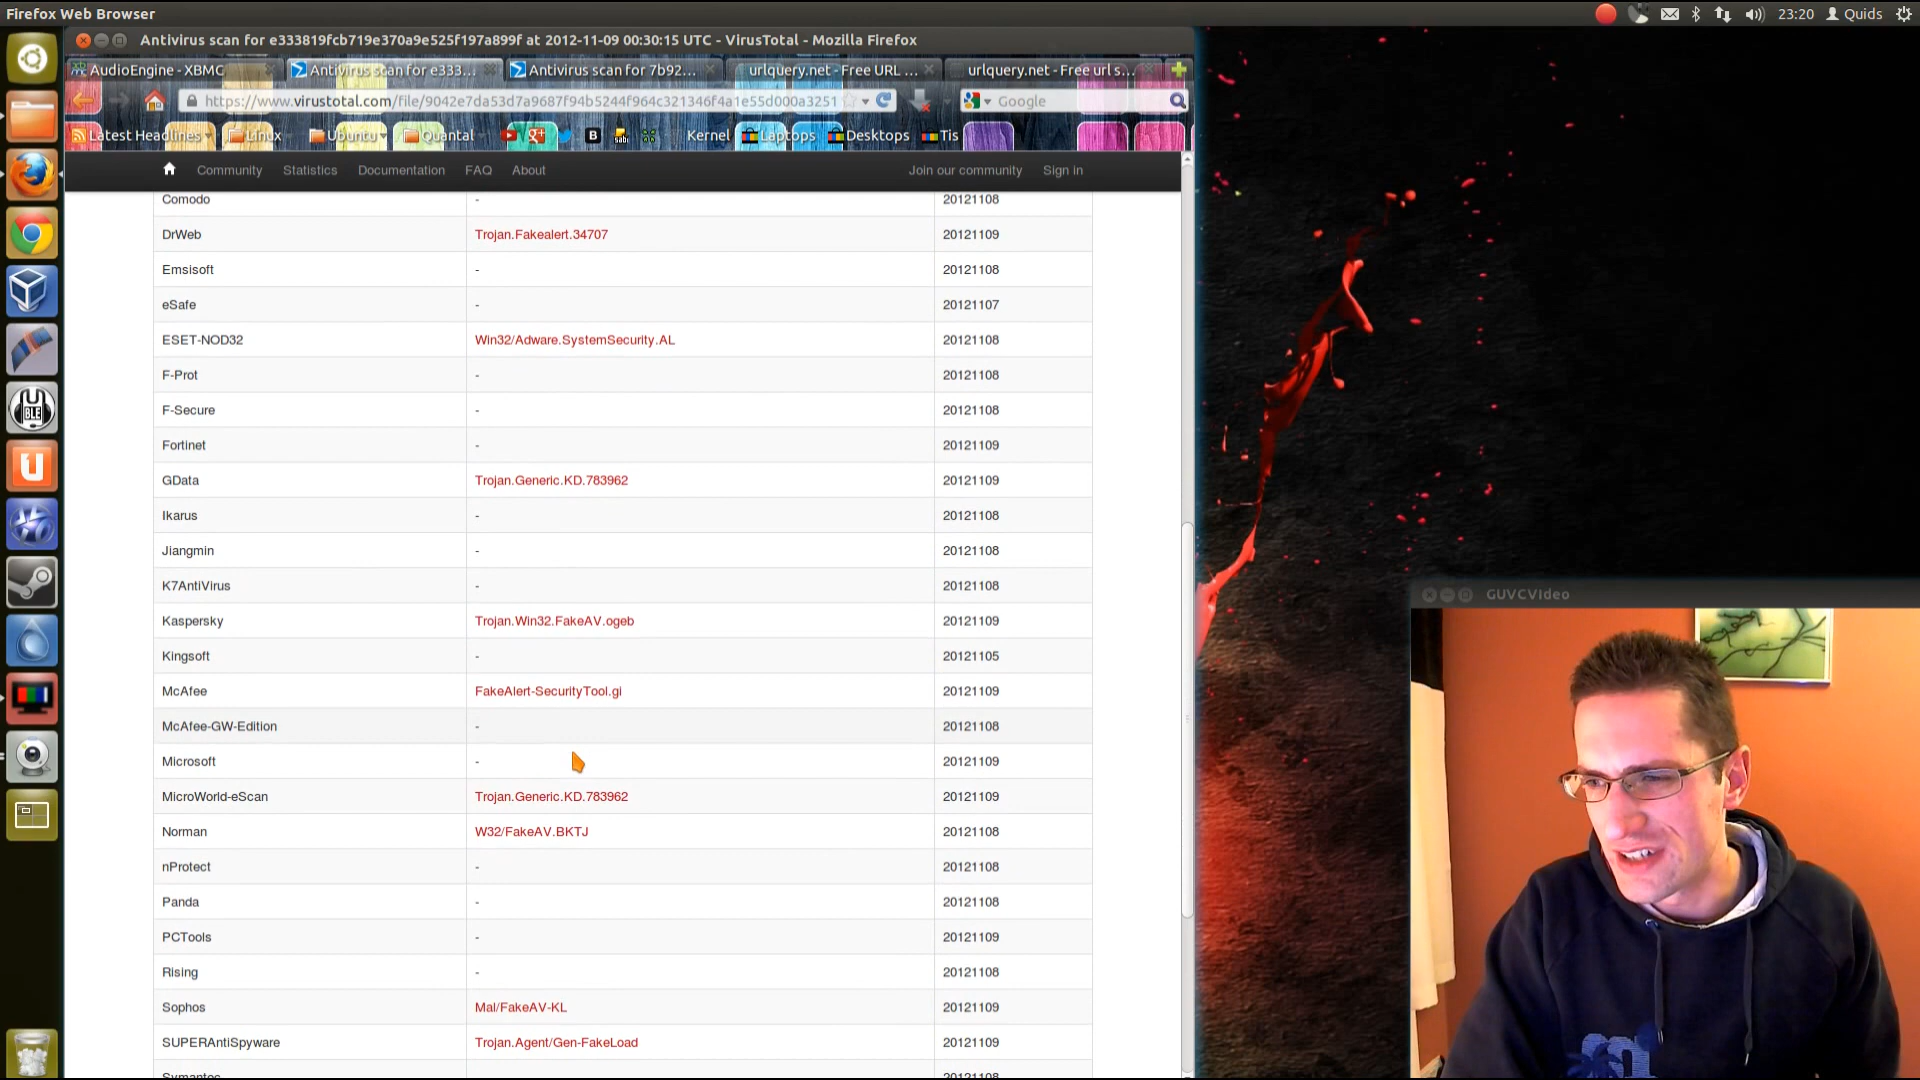 Firefox Web Browser
23:20 Quids
Antivirus scan for e333819fcb719e370a9e525f197a899f at 2012-11-09 00:30:15 UTC - VirusTotal - Mozilla Firefox
AudioEngine - XBMC
Antivirus scan for e333...
Antivirus scan for 7b92...
urlquery.net - Free URL ...
urlquery.net - Free url s...
https://www.virustotal.com/file/9042e7da53d7a9687f94b5244f964c321346f4a1e55d000a3251
Google
Latest Headlines Linux Ubuntu Quantal Kernel Laptops Desktops Tis
Community Statistics Documentation FAQ About Join our community Sign in
Comodo - 20121108
DrWeb Trojan.Fakealert.34707 20121109
Emsisoft - 20121108
eSafe - 20121107
ESET-NOD32 Win32/Adware.SystemSecurity.AL 20121108
F-Prot - 20121108
F-Secure - 20121108
Fortinet - 20121109
GData Trojan.Generic.KD.783962 20121109
Ikarus - 20121108
Jiangmin - 20121108
K7AntiVirus - 20121108
Kaspersky Trojan.Win32.FakeAV.ogeb 20121109
Kingsoft - 20121105
McAfee FakeAlert-SecurityTool.gi 20121109
McAfee-GW-Edition - 20121108
Microsoft - 20121109
MicroWorld-eScan Trojan.Generic.KD.783962 20121109
Norman W32/FakeAV.BKTJ 20121108
nProtect - 20121108
Panda - 20121108
PCTools - 20121109
Rising - 20121108
Sophos Mal/FakeAV-KL 20121109
SUPERAntiSpyware Trojan.Agent/Gen-FakeLoad 20121109
Symantec 20121109
GUVCVideo